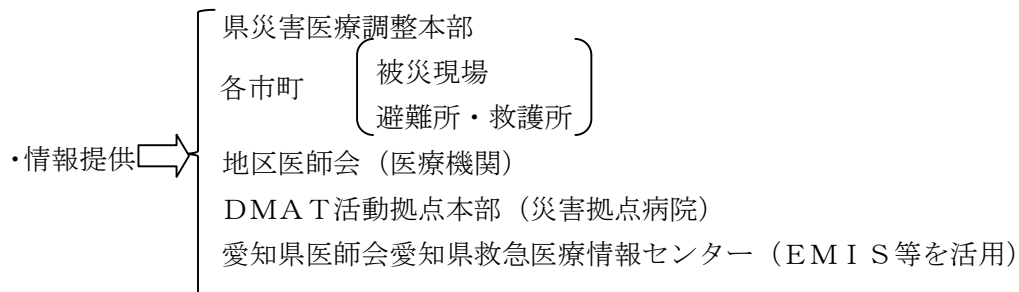 県災害医療調整本部
各市町
被災現場
避難所・救護所
・情報提供
地区医師会（医療機関）
ＤＭＡＴ活動拠点本部（災害拠点病院）
愛知県医師会愛知県救急医療情報センター（ＥＭＩＳ等を活用）